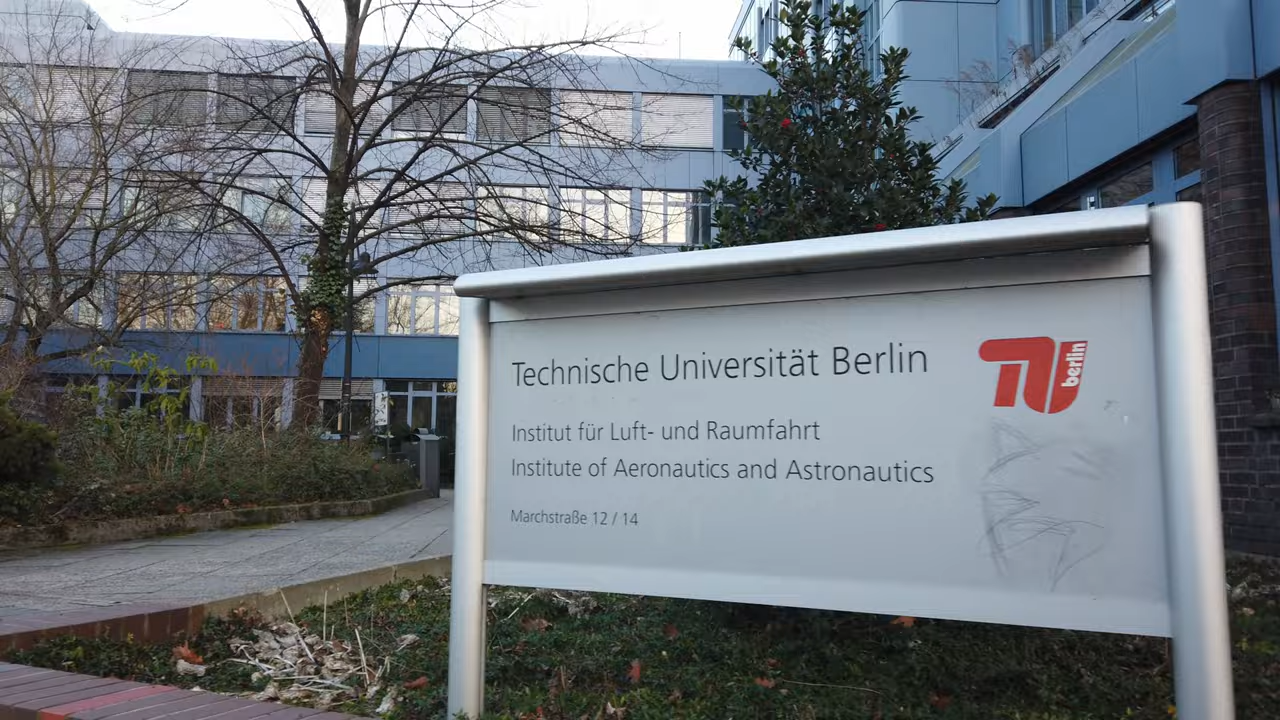 Technische Universität Berlin
TU berlin
Institut für Luft- und Raumfahrt
Institute of Aeronautics and Astronautics
Marchstraße 12 / 14